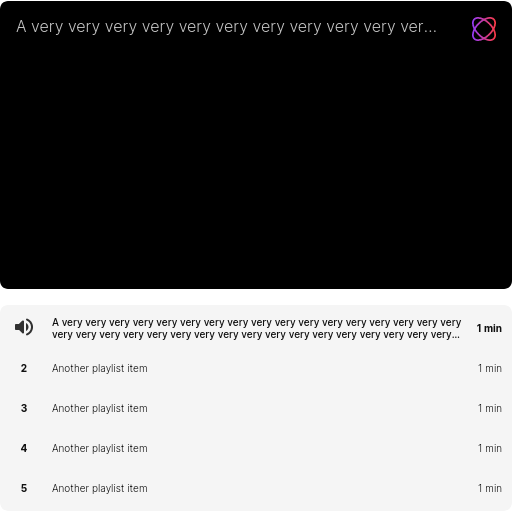 A very very very very very very very very very very ver...
A very very very very very very very very very very very very very very very very very
very very very very very very very very very very very very very very very very very...
1 min
2 Another playlist item 1 min
3 Another playlist item 1 min
4 Another playlist item 1 min
5 Another playlist item 1 min